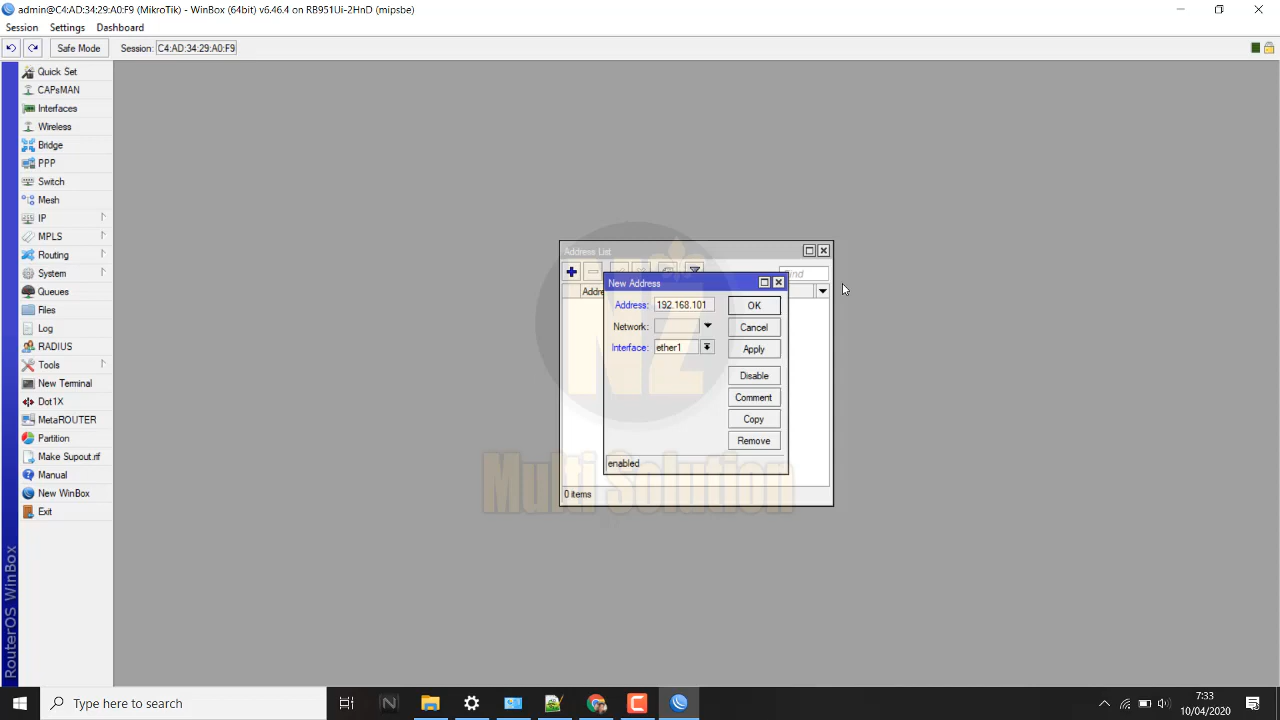 admin@C4:AD:34:29:A0:F9 (MikroTik) - WinBox (64bit) v6.46.4 on RB951Ui-2HnD (mipsbe)
Session Settings Dashboard
Safe Mode Session: C4:AD:34:29:A0:F9
Quick Set
CAPsMAN
Interfaces
Wireless
Bridge
PPP
Switch
Mesh
IP
MPLS
Routing
System
Queues
Files
Log
RADIUS
Tools
New Terminal
Dot1X
MetaROUTER
Partition
Make Supout.rif
Manual
New WinBox
Exit
RouterOS WinBox
Address List
Find
New Address
Address: 192.168.101 OK
Network: Cancel
Interface: ether1 Apply
Disable
Comment
Copy
Remove
enabled
0 items
NZ
Multi Solution
Type here to search
7:33
10/04/2020